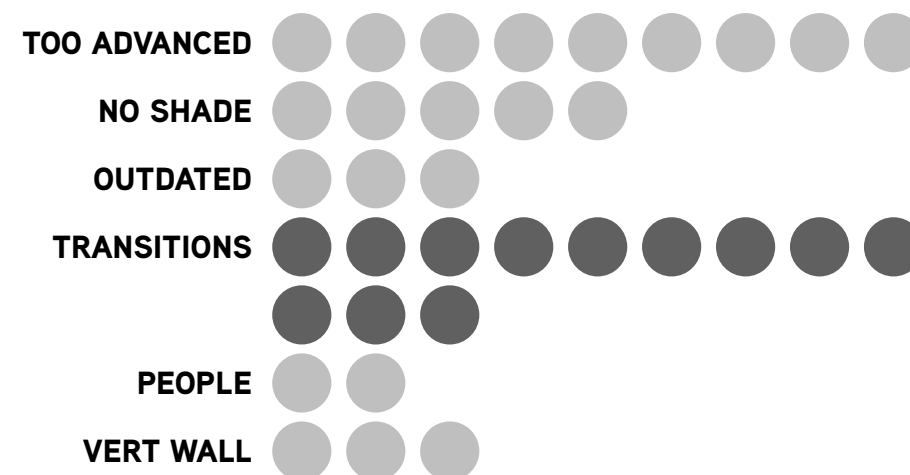 TOO ADVANCED
NO SHADE
OUTDATED
TRANSITIONS
PEOPLE
VERT WALL